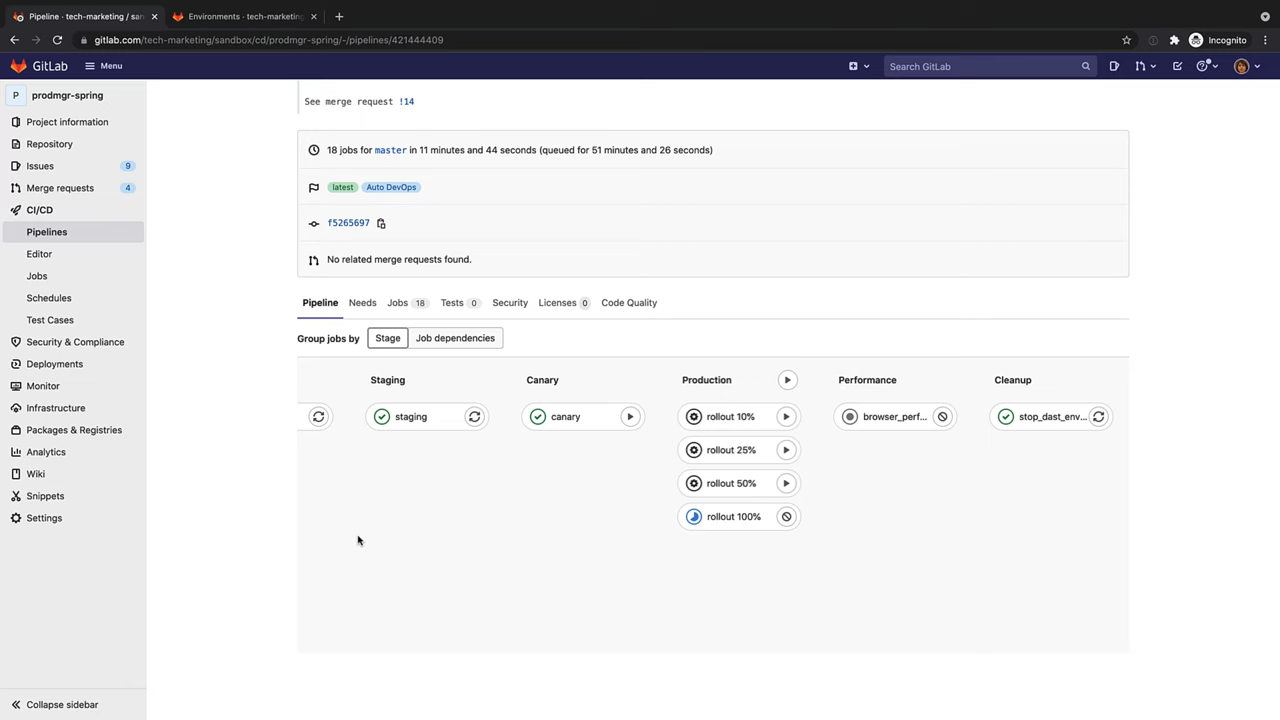 Pipeline · tech-marketing / san
Environments · tech-marketing
gitlab.com/tech-marketing/sandbox/cd/prodmgr-spring/-/pipelines/421444409
Incognito
GitLab
Menu
Search GitLab
P
prodmgr-spring
Project information
Repository
Issues 9
Merge requests 4
CI/CD
Pipelines
Editor
Jobs
Schedules
Test Cases
Security & Compliance
Deployments
Monitor
Infrastructure
Packages & Registries
Analytics
Wiki
Snippets
Settings
Collapse sidebar
See merge request !14
18 jobs for master in 11 minutes and 44 seconds (queued for 51 minutes and 26 seconds)
latest Auto DevOps
f5265697
No related merge requests found.
Pipeline Needs Jobs 18 Tests 0 Security Licenses 0 Code Quality
Group jobs by Stage Job dependencies
Staging Canary Production Performance Cleanup
staging canary rollout 10% browser_perf... stop_dast_env...
rollout 25%
rollout 50%
rollout 100%